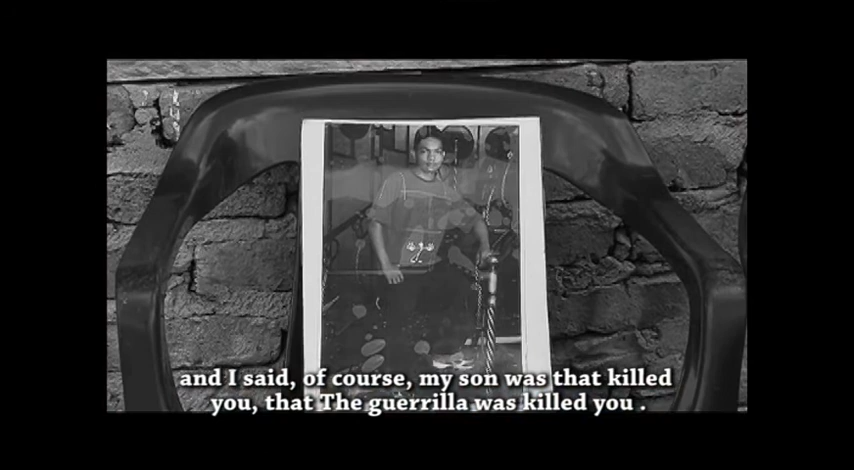 and I said, of course, my son was that killed
you, that The guerrilla was killed you .